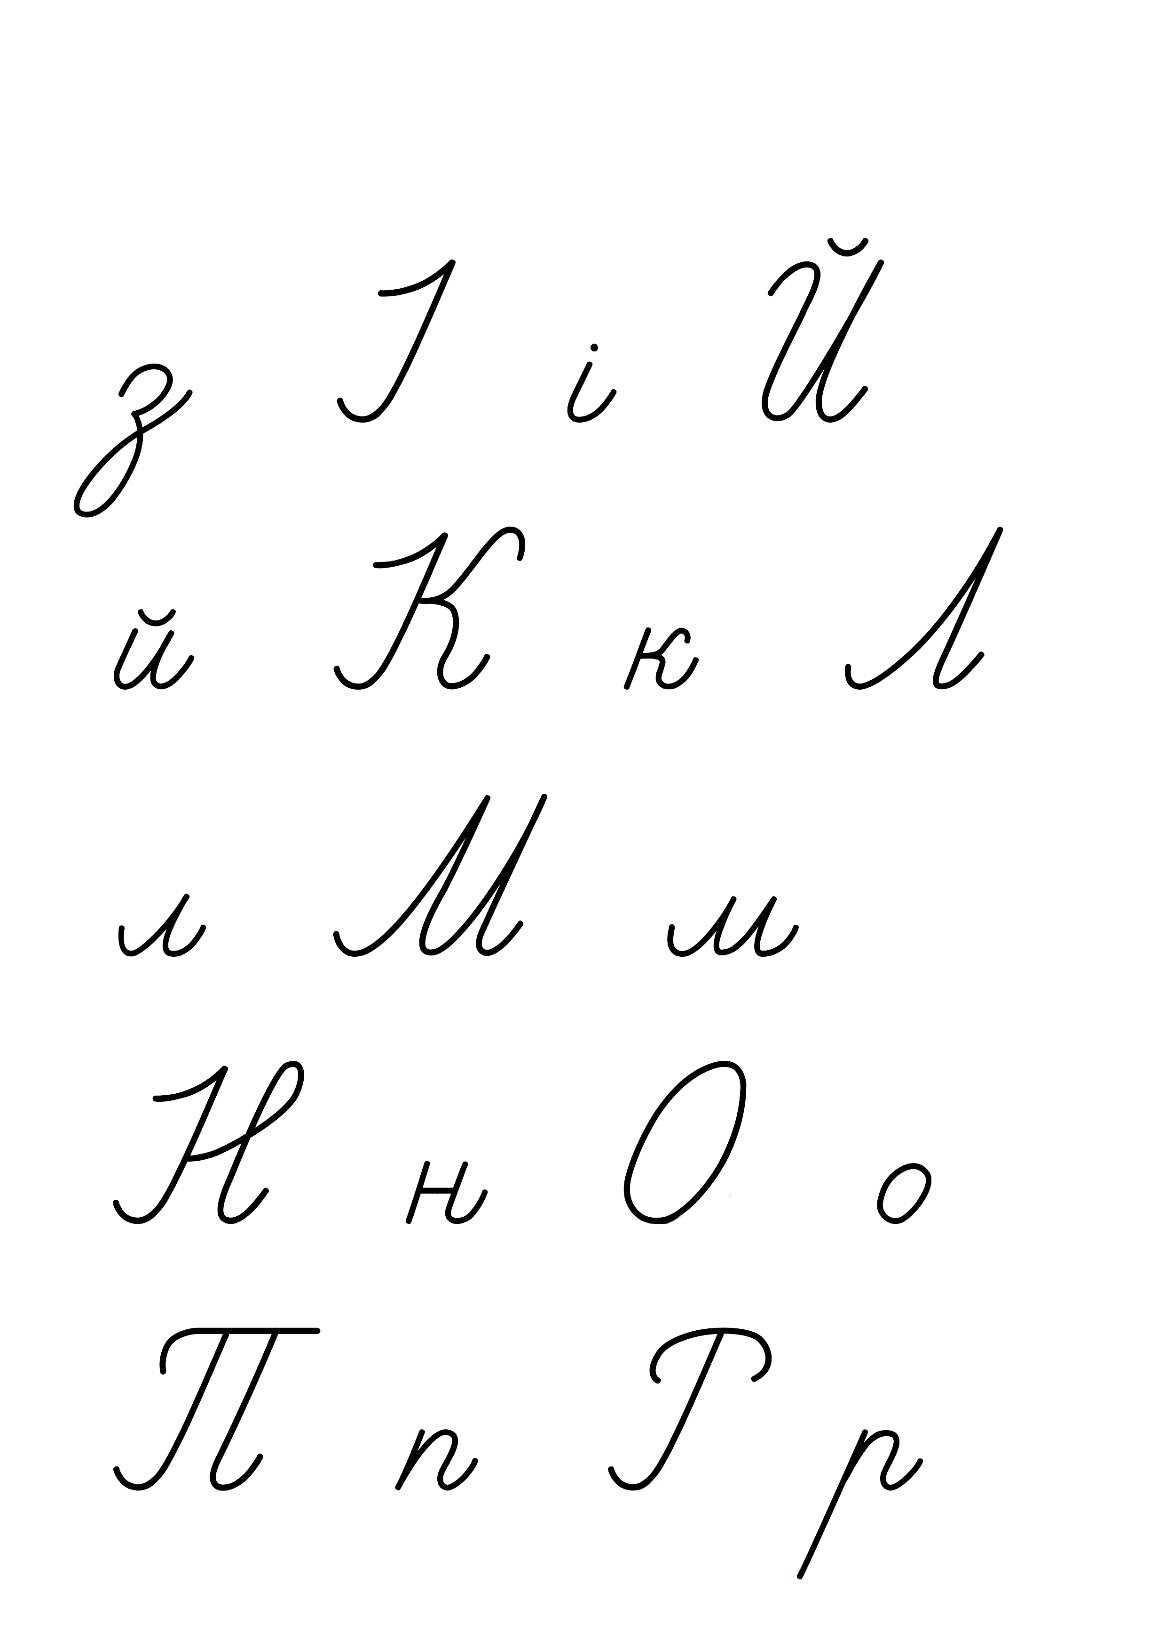 з І і Й
й К к Л
л М м
Н н О о
П п Р р